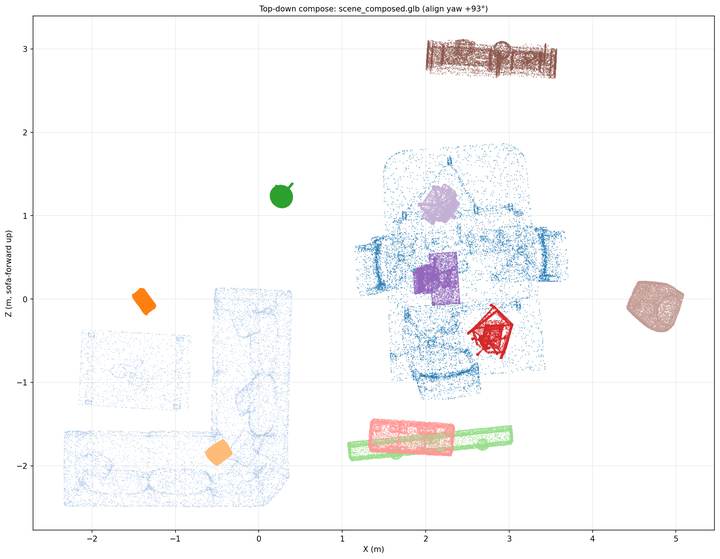 Top-down compose: scene_composed.glb (align yaw +93°)
Z (m, sofa-forward up)
3
2
1
0
−1
−2
−2 −1 0 1 2 3 4 5
X (m)